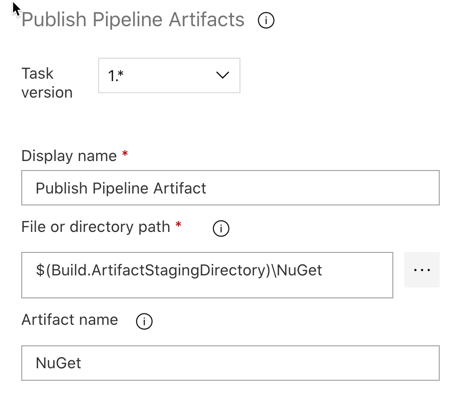 Publish Pipeline Artifacts
Task
version
1.*
Display name *
Publish Pipeline Artifact
File or directory path *
$(Build.ArtifactStagingDirectory)\NuGet
...
Artifact name
NuGet